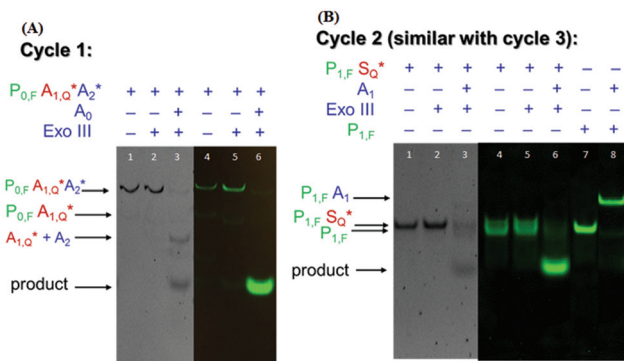 (A)
Cycle 1:
P0,F A1,Q* A2* + + + + + +
A0 – – + – – +
Exo III – + + – + +
1 2 3 4 5 6
P0,F A1,Q* A2*
P0,F A1,Q*
A1,Q* + A2
product
(B)
Cycle 2 (similar with cycle 3):
P1,F SQ* + + + + + + – –
A1 – – + – – + – +
Exo III – + + – + + – –
P1,F – – – – – – + +
1 2 3 4 5 6 7 8
P1,F A1
P1,F SQ*
P1,F
product